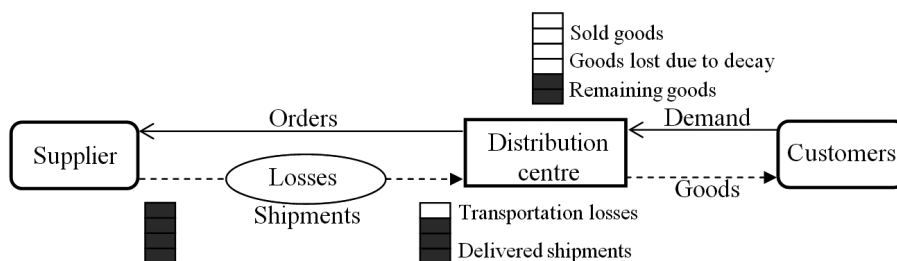 Sold goods
Goods lost due to decay
Remaining goods
Orders
Demand
Supplier
Losses
Distribution
centre
Customers
Goods
Shipments
Transportation losses
Delivered shipments